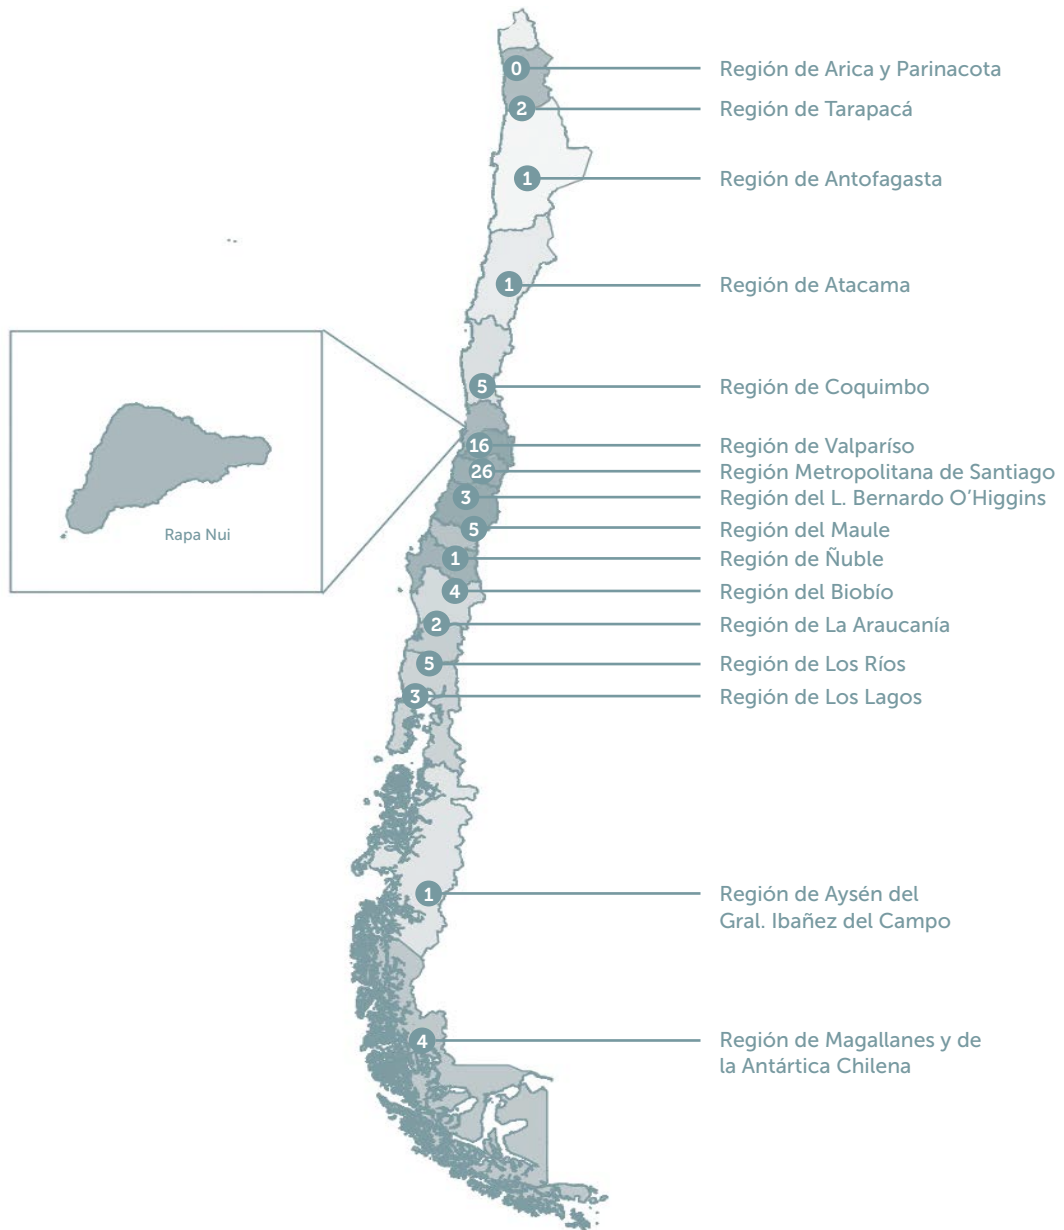 0 Región de Arica y Parinacota
2 Región de Tarapacá
1 Región de Antofagasta
1 Región de Atacama
5 Región de Coquimbo
16 Región de Valparíso
26 Región Metropolitana de Santiago
3 Región del L. Bernardo O’Higgins
5 Región del Maule
Rapa Nui
1 Región de Ñuble
4 Región del Biobío
2 Región de La Araucanía
5 Región de Los Ríos
3 Región de Los Lagos
1 Región de Aysén del
Gral. Ibañez del Campo
4 Región de Magallanes y de
la Antártica Chilena